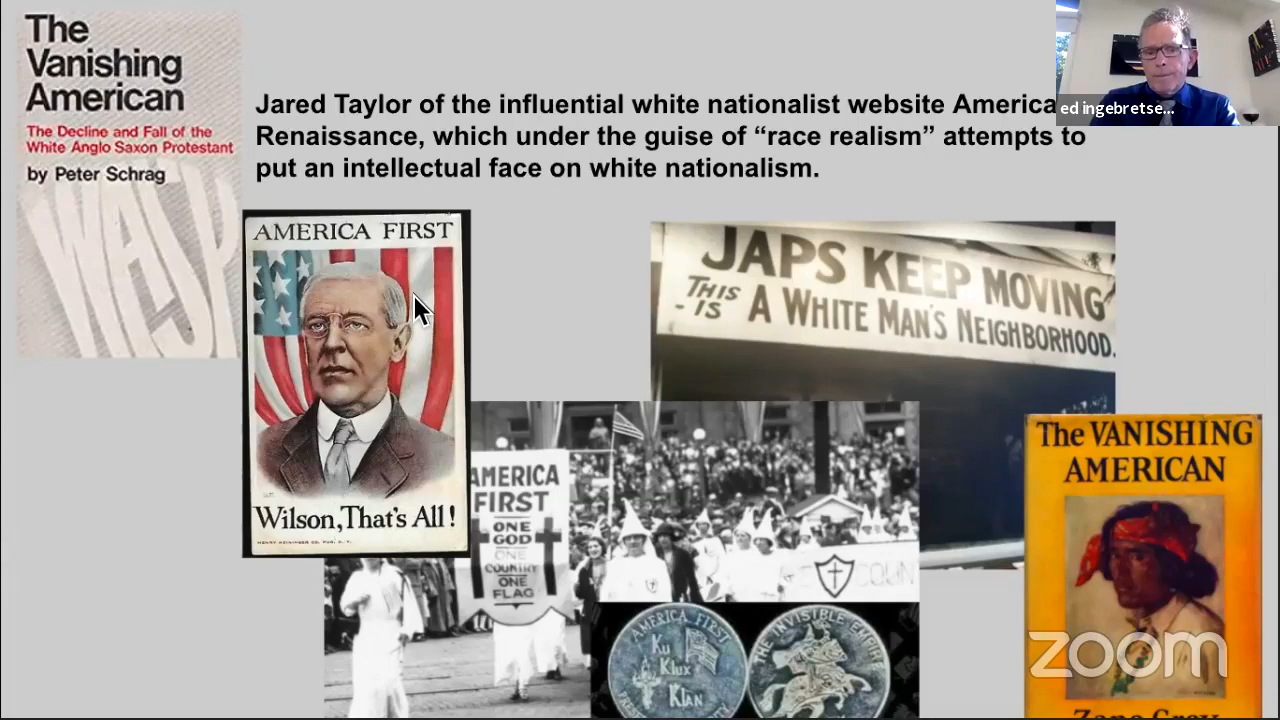 The
Vanishing
American
The Decline and Fall of the
White Anglo Saxon Protestant
by Peter Schrag
WASP
Jared Taylor of the influential white nationalist website America
Renaissance, which under the guise of “race realism” attempts to
put an intellectual face on white nationalism.
ed ingebretse...
AMERICA FIRST
Wilson, That's All!
JAPS KEEP MOVING
THIS
- IS A WHITE MAN'S NEIGHBORHOOD.
AMERICA
FIRST
ONE
GOD
ONE
COUNTRY
ONE
FLAG
COUN
AMERICA FIRST
KU
KLUX
KLAN
THE INVISIBLE EMPIRE
The VANISHING
AMERICAN
zoom
Zane Grey